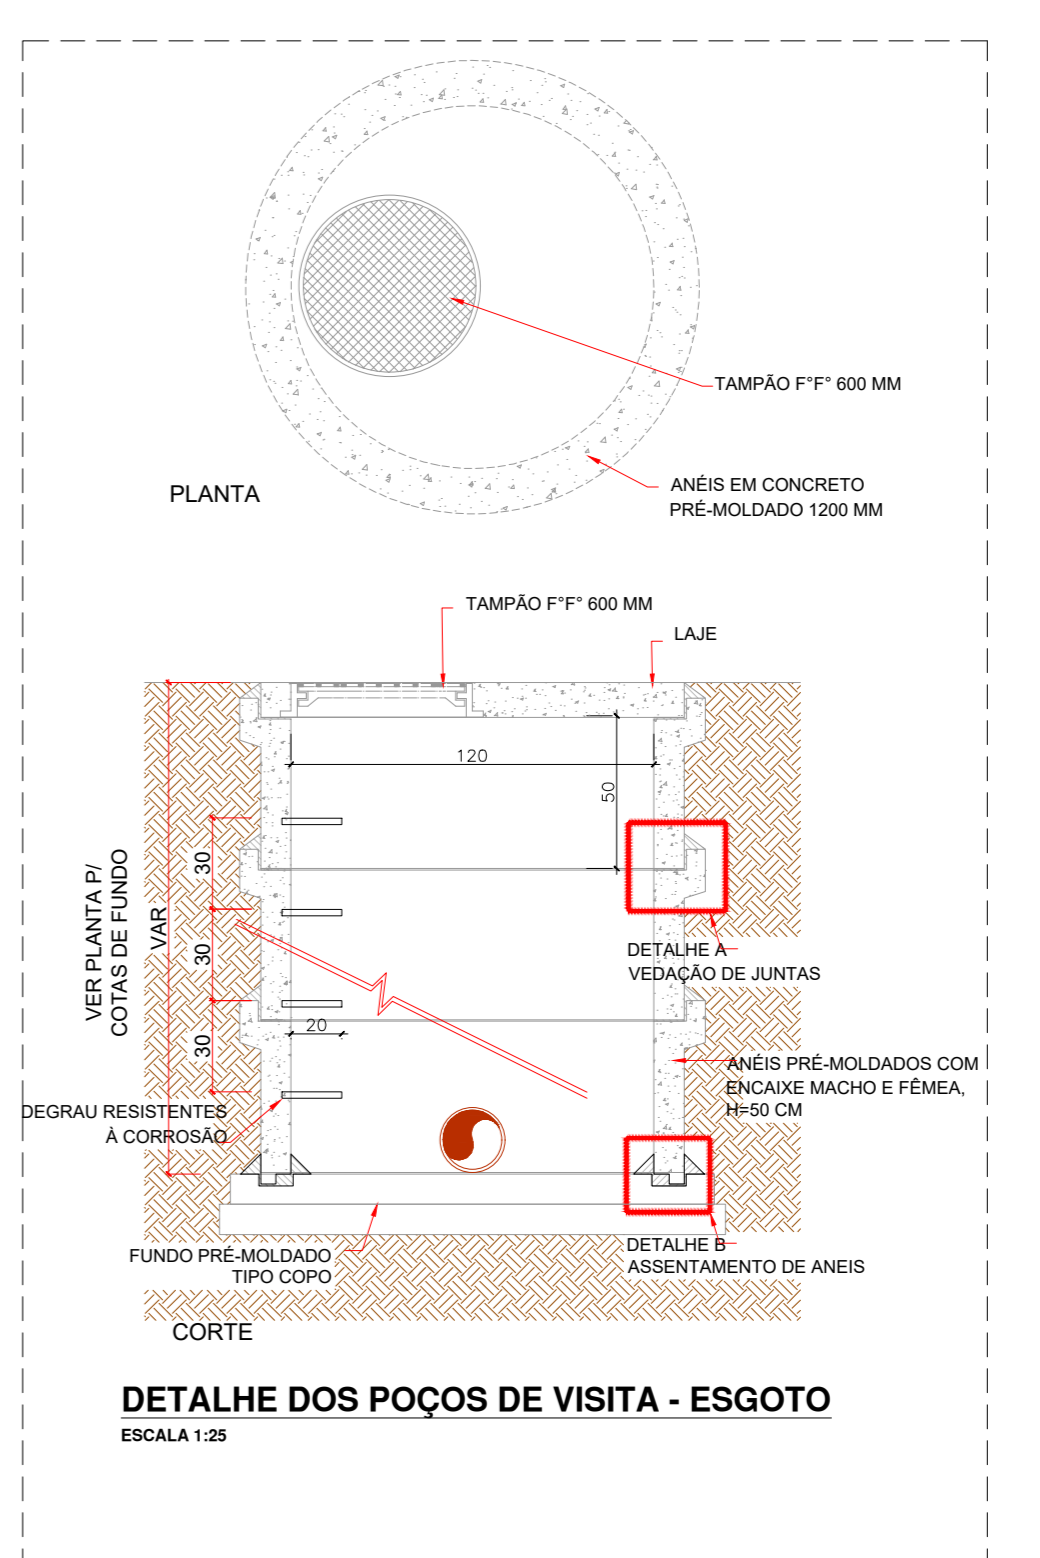 TAMPÃO F°F° 600 MM
ANÉIS EM CONCRETO
PRÉ-MOLDADO 1200 MM
PLANTA
TAMPÃO F°F° 600 MM
LAJE
120
50
30
30
30
20
VER PLANTA P/
COTAS DE FUNDO
VAR
DETALHE A
VEDAÇÃO DE JUNTAS
ANÉIS PRÉ-MOLDADOS COM
ENCAIXE MACHO E FÊMEA,
H=50 CM
DEGRAU RESISTENTES
À CORROSÃO
FUNDO PRÉ-MOLDADO
TIPO COPO
DETALHE B
ASSENTAMENTO DE ANEIS
CORTE
DETALHE DOS POÇOS DE VISITA - ESGOTO
ESCALA 1:25